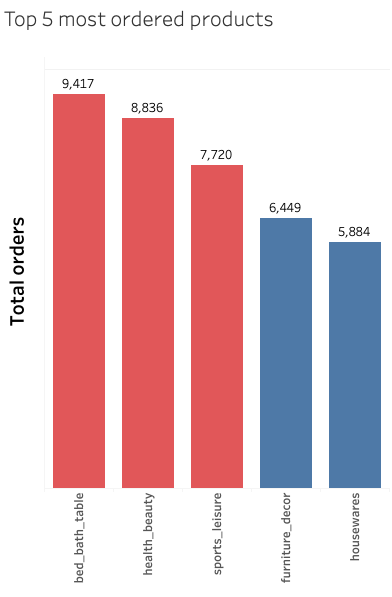 Top 5 most ordered products
9,417
8,836
7,720
6,449
5,884
Total orders
bed_bath_table
health_beauty
sports_leisure
furniture_decor
housewares